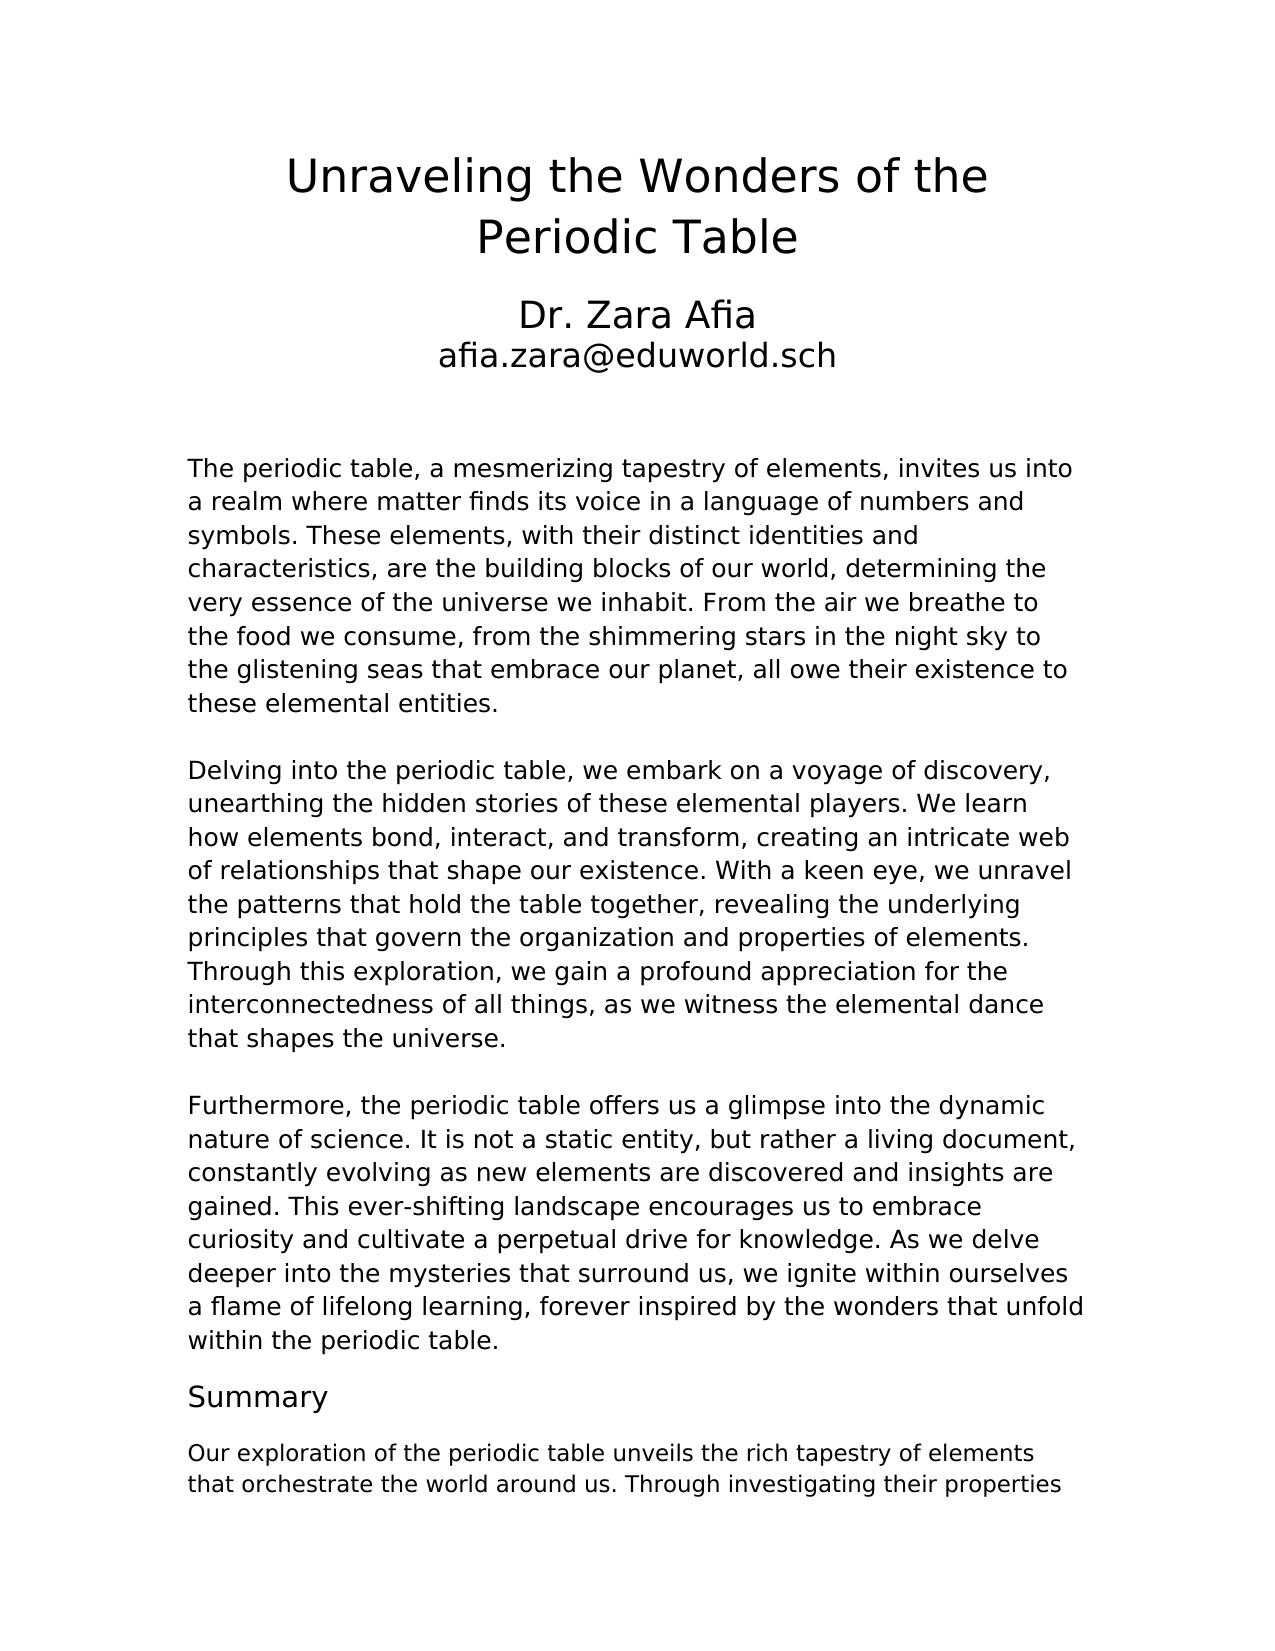 Unraveling the Wonders of the
Periodic Table
Dr. Zara Afia
afia.zara@eduworld.sch
The periodic table, a mesmerizing tapestry of elements, invites us into
a realm where matter finds its voice in a language of numbers and
symbols. These elements, with their distinct identities and
characteristics, are the building blocks of our world, determining the
very essence of the universe we inhabit. From the air we breathe to
the food we consume, from the shimmering stars in the night sky to
the glistening seas that embrace our planet, all owe their existence to
these elemental entities.
Delving into the periodic table, we embark on a voyage of discovery,
unearthing the hidden stories of these elemental players. We learn
how elements bond, interact, and transform, creating an intricate web
of relationships that shape our existence. With a keen eye, we unravel
the patterns that hold the table together, revealing the underlying
principles that govern the organization and properties of elements.
Through this exploration, we gain a profound appreciation for the
interconnectedness of all things, as we witness the elemental dance
that shapes the universe.
Furthermore, the periodic table offers us a glimpse into the dynamic
nature of science. It is not a static entity, but rather a living document,
constantly evolving as new elements are discovered and insights are
gained. This ever-shifting landscape encourages us to embrace
curiosity and cultivate a perpetual drive for knowledge. As we delve
deeper into the mysteries that surround us, we ignite within ourselves
a flame of lifelong learning, forever inspired by the wonders that unfold
within the periodic table.
Summary
Our exploration of the periodic table unveils the rich tapestry of elements
that orchestrate the world around us. Through investigating their properties